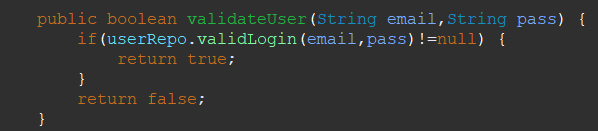 public boolean validateUser(String email,String pass) {
if(userRepo.validLogin(email,pass)!=null) {
return true;
}
return false;
}